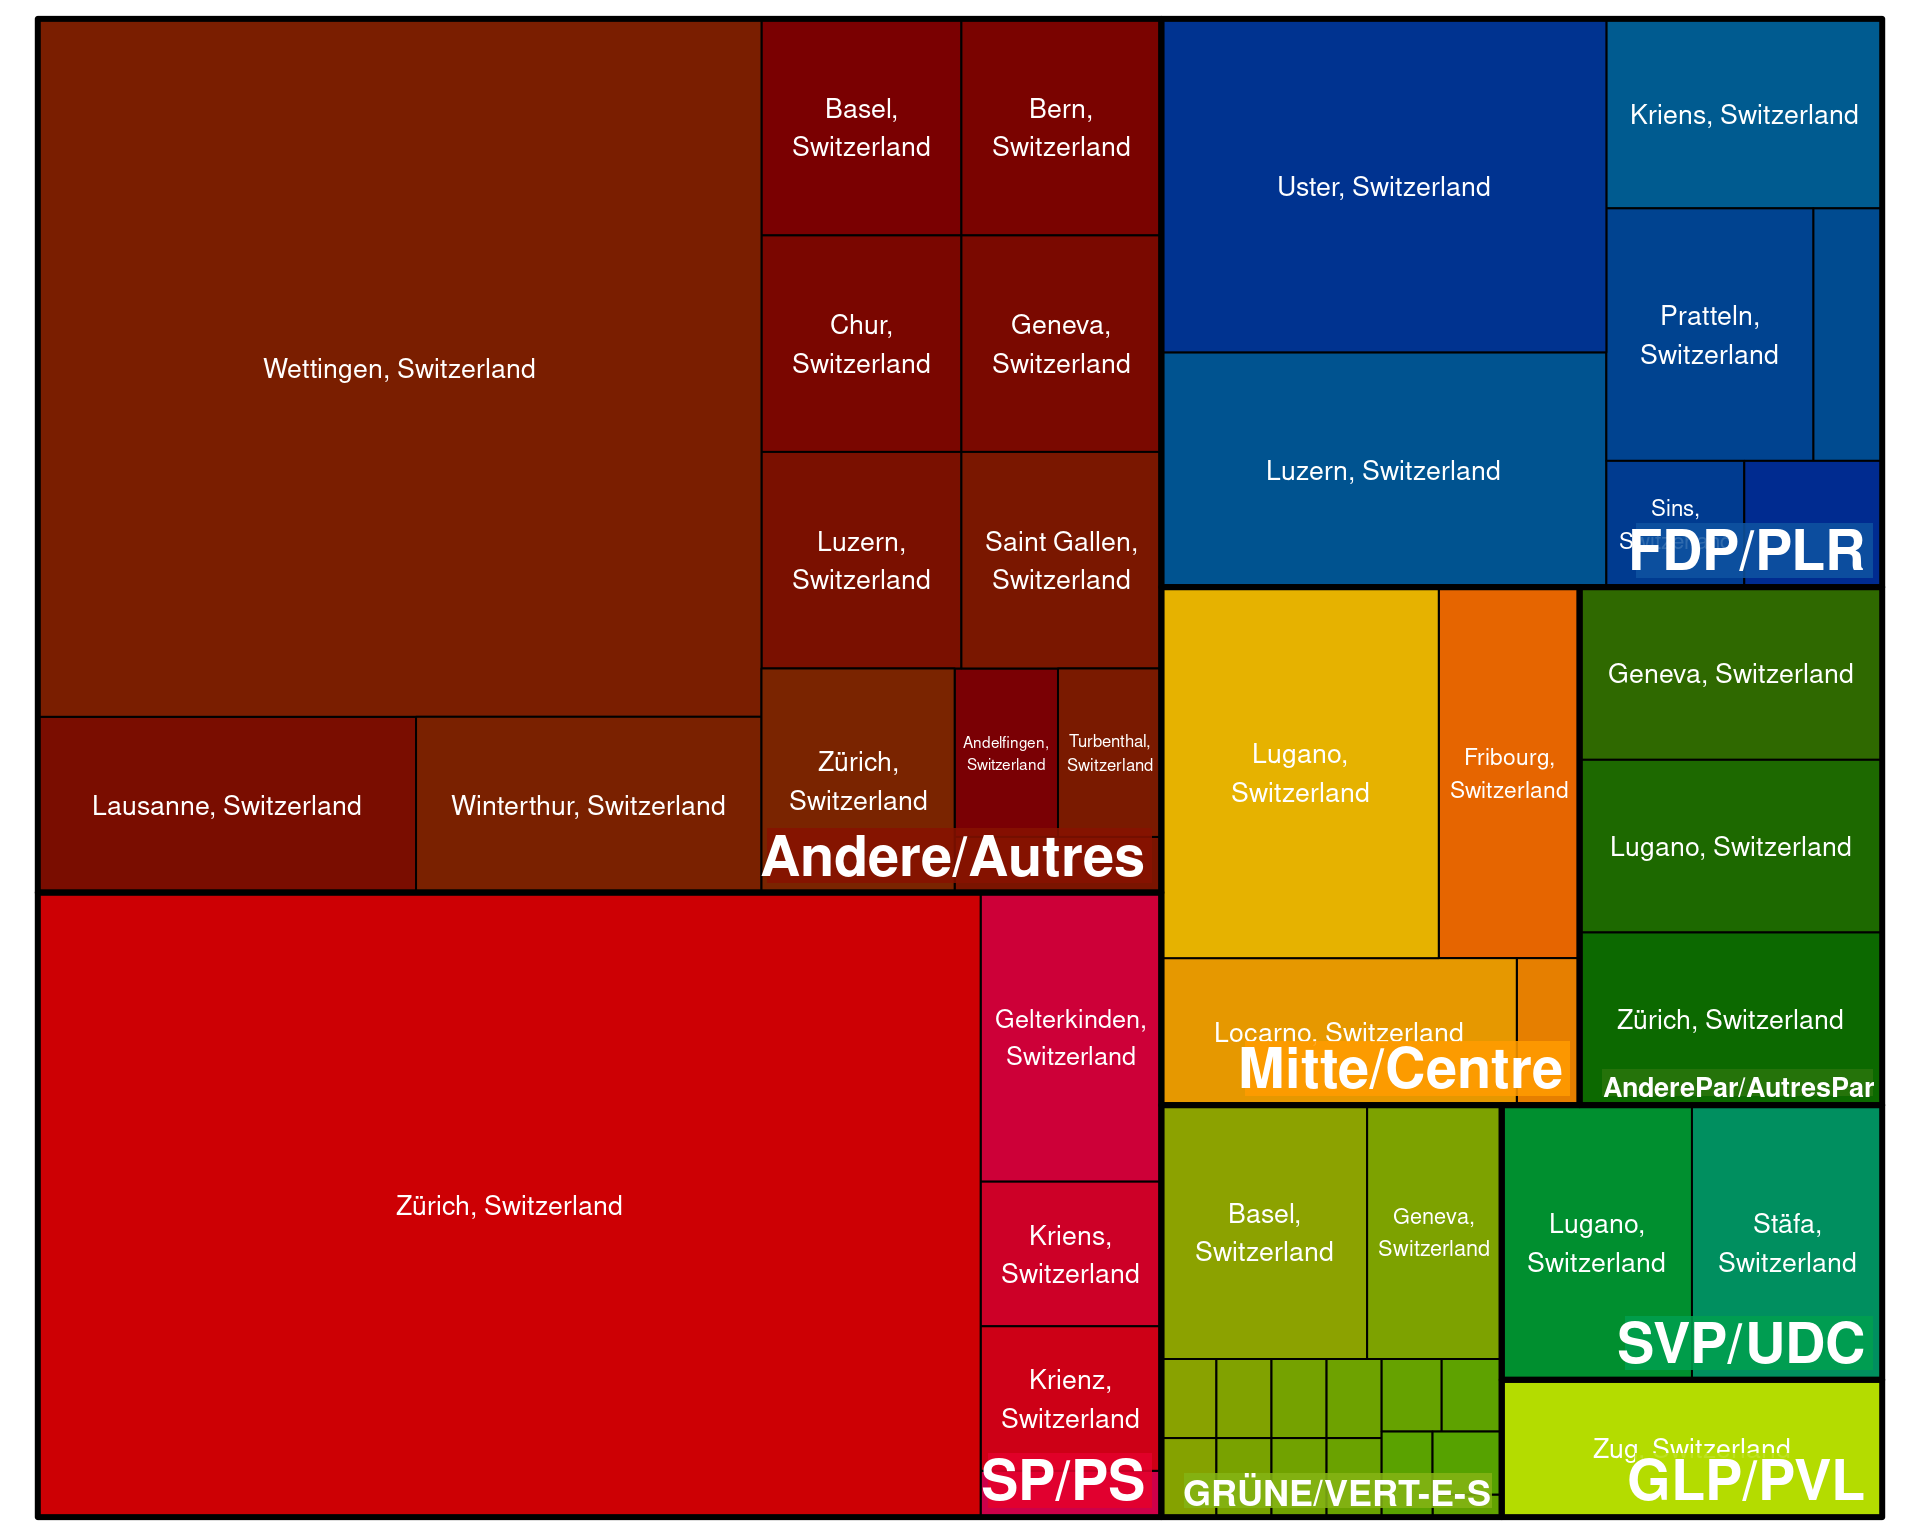 Wettingen, Switzerland
Basel,
Switzerland
Bern,
Switzerland
Chur,
Switzerland
Geneva,
Switzerland
Luzern,
Switzerland
Saint Gallen,
Switzerland
Lausanne, Switzerland
Winterthur, Switzerland
Zürich,
Switzerland
Andelfingen,
Switzerland
Turbenthal,
Switzerland
Andere/Autres
Zürich, Switzerland
Gelterkinden,
Switzerland
Kriens,
Switzerland
Krienz,
Switzerland
SP/PS
Uster, Switzerland
Kriens, Switzerland
Luzern, Switzerland
Pratteln,
Switzerland
Sins,
Switzerland
FDP/PLR
Lugano,
Switzerland
Fribourg,
Switzerland
Locarno, Switzerland
Mitte/Centre
Geneva, Switzerland
Lugano, Switzerland
Zürich, Switzerland
AnderePar/AutresPar
Basel,
Switzerland
Geneva,
Switzerland
GRÜNE/VERT-E-S
Lugano,
Switzerland
Stäfa,
Switzerland
SVP/UDC
Zug, Switzerland
GLP/PVL